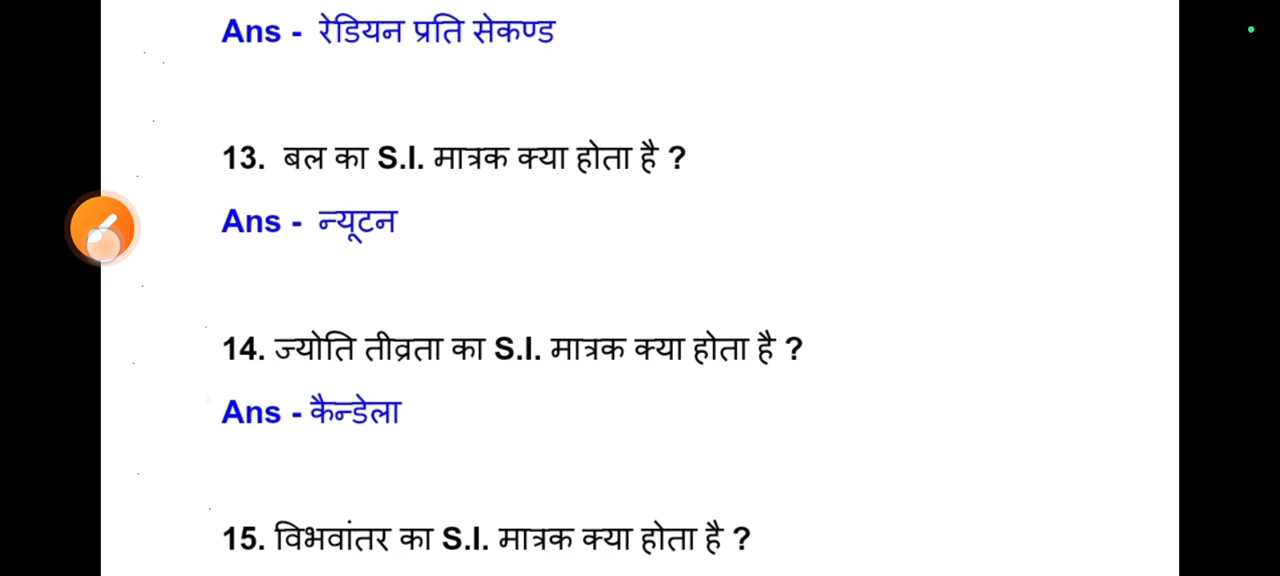 Ans - रेडियन प्रति सेकण्ड
13. बल का S.I. मात्रक क्या होता है ?
Ans - न्यूटन
14. ज्योति तीव्रता का S.I. मात्रक क्या होता है ?
Ans - कैन्डेला
15. विभवांतर का S.I. मात्रक क्या होता है ?